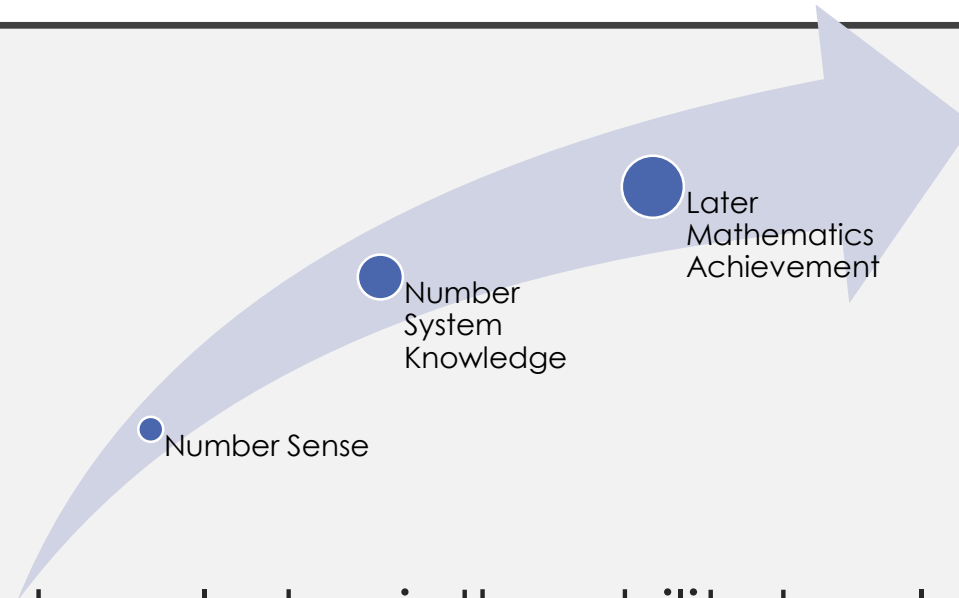 Later
Mathematics
Achievement
Number
System
Knowledge
Number Sense